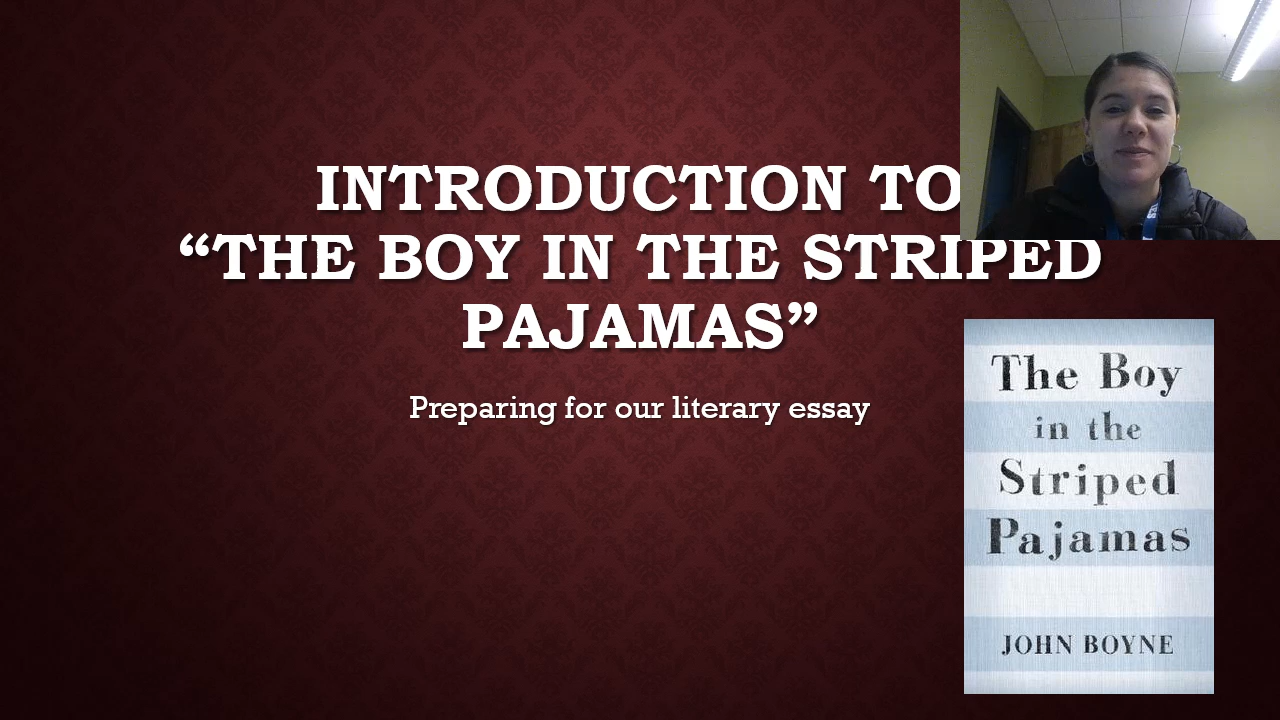 INTRODUCTION TO
“THE BOY IN THE STRIPED
PAJAMAS”
Preparing for our literary essay
The Boy
in the
Striped
Pajamas
JOHN BOYNE